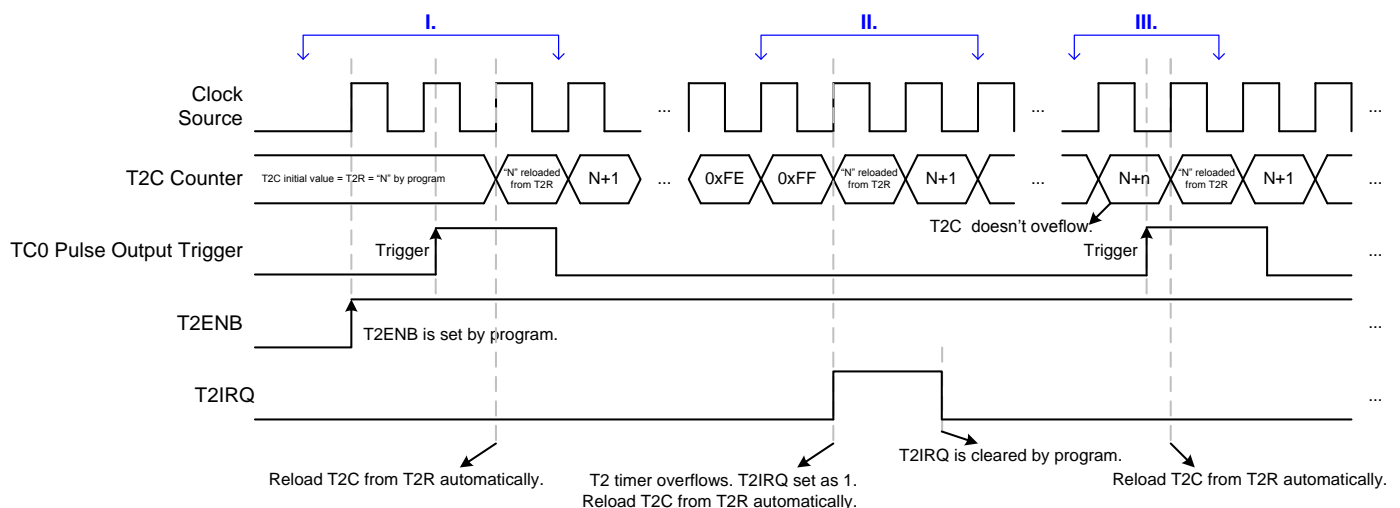 I.
II.
III.
Clock
Source
...
...
...
T2C Counter
T2C initial value = T2R = “N” by program
“N” reloaded
from T2R
N+1
...
0xFE
0xFF
“N” reloaded
from T2R
N+1
...
N+n
“N” reloaded
from T2R
N+1
...
T2C doesn’t oveflow.
TC0 Pulse Output Trigger
Trigger
Trigger
...
T2ENB
T2ENB is set by program.
...
T2IRQ
...
T2IRQ is cleared by program.
Reload T2C from T2R automatically.
T2 timer overflows. T2IRQ set as 1.
Reload T2C from T2R automatically.
Reload T2C from T2R automatically.